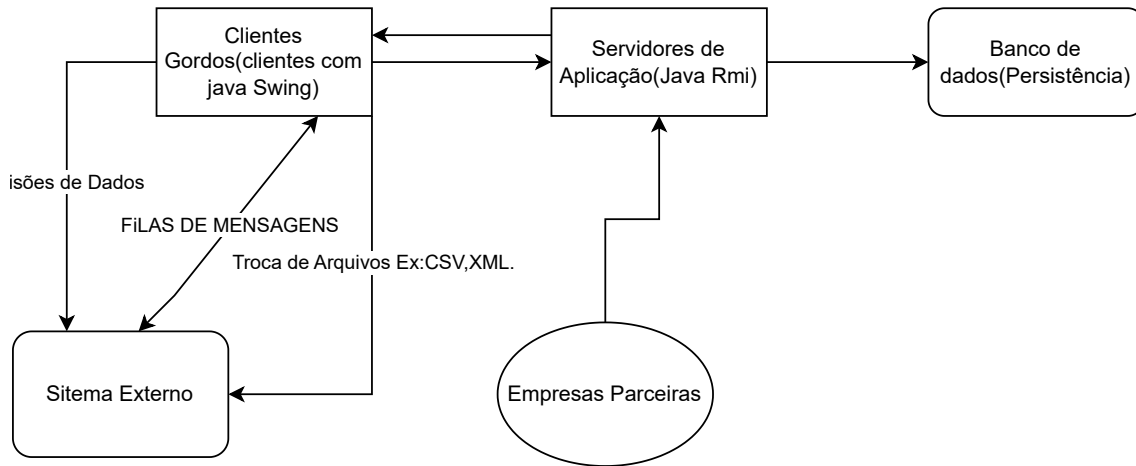 Clientes
Gordos(clientes com
java Swing)
Servidores de
Aplicação(Java Rmi)
Banco de
dados(Persistência)
isões de Dados
FiLAS DE MENSAGENS
Troca de Arquivos Ex:CSV,XML.
Sitema Externo
Empresas Parceiras